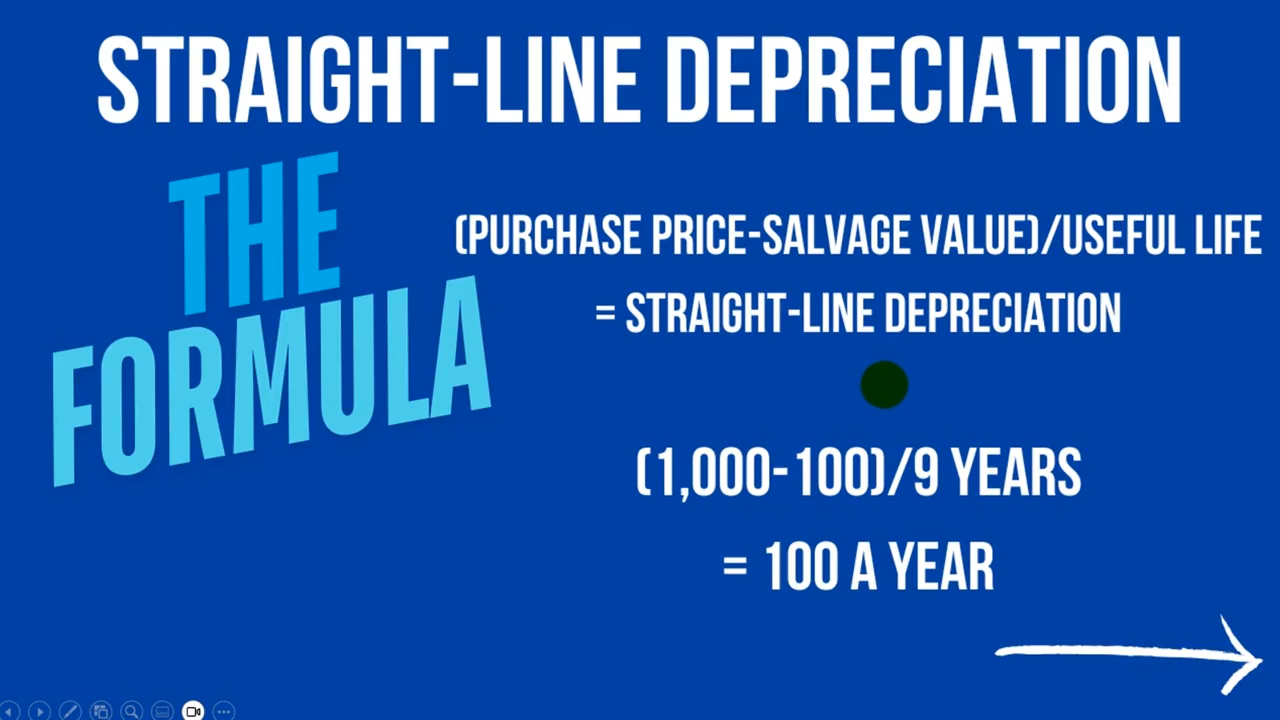 STRAIGHT-LINE DEPRECIATION
THE
FORMULA
(PURCHASE PRICE-SALVAGE VALUE)/USEFUL LIFE
= STRAIGHT-LINE DEPRECIATION
(1,000-100)/9 YEARS
= 100 A YEAR